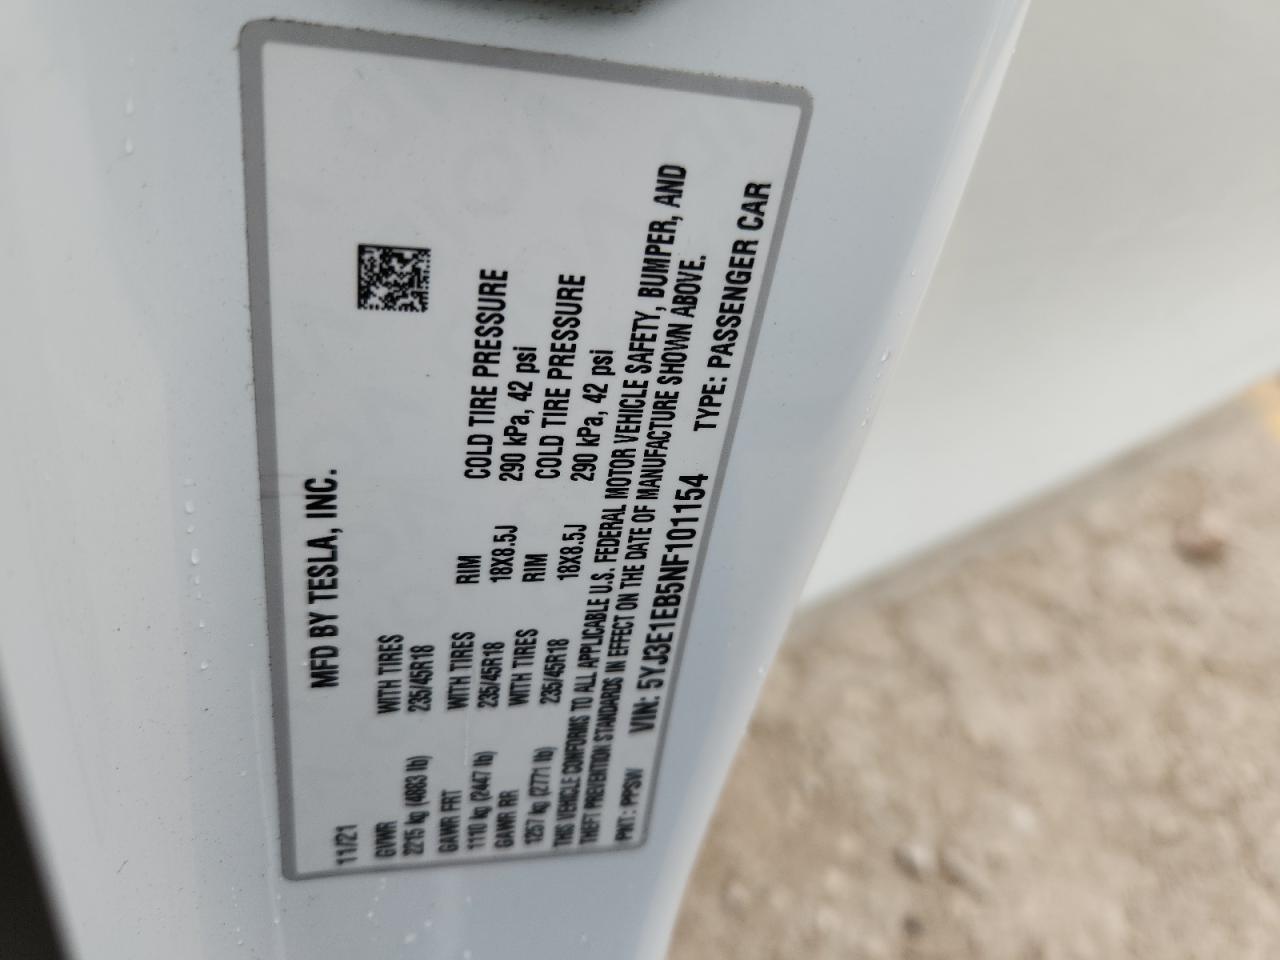 MFD BY TESLA, INC.
11/21
GVWR WITH TIRES RIM COLD TIRE PRESSURE
2215 kg (4883 lb) 235/45R18
GAWR FRT WITH TIRES RIM COLD TIRE PRESSURE
1110 kg (2447 lb) 235/45R18 18X8.5J 290 kPa, 42 psi
GAWR RR WITH TIRES RIM COLD TIRE PRESSURE
1257 kg (2771 lb) 235/45R18 18X8.5J 290 kPa, 42 psi
THIS VEHICLE CONFORMS TO ALL APPLICABLE U.S. FEDERAL MOTOR VEHICLE SAFETY, BUMPER, AND
THEFT PREVENTION STANDARDS IN EFFECT ON THE DATE OF MANUFACTURE SHOWN ABOVE.
PNT: PPSW VIN: 5YJ3E1EB5NF101154 TYPE: PASSENGER CAR